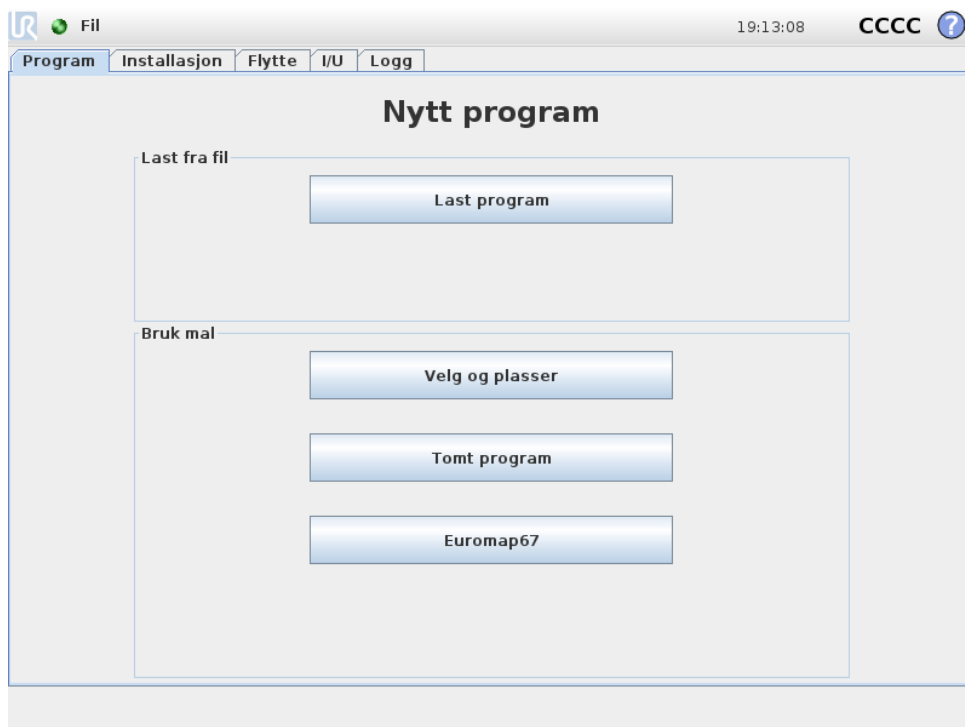 UR Fil 19:13:08 CCCC ?
Program Installasjon Flytte I/U Logg
Nytt program
Last fra fil
Last program
Bruk mal
Velg og plasser
Tomt program
Euromap67